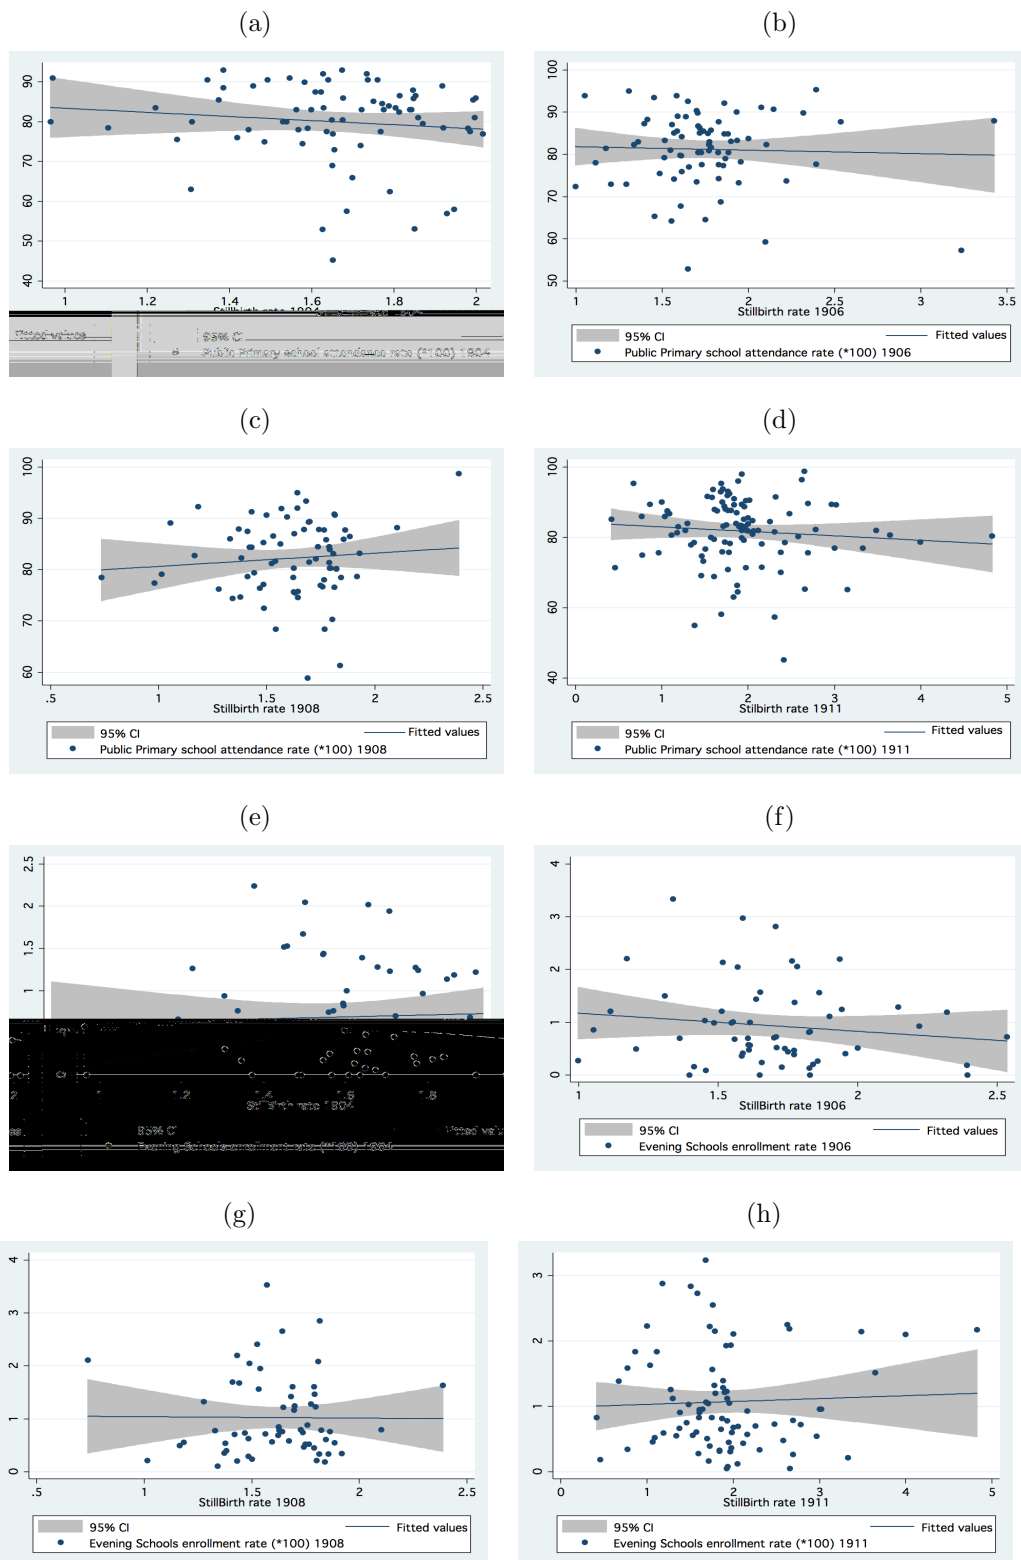 (a)
(b)
90
80
70
60
50
40
1 1.2 1.4 1.6 1.8 2
95% CI
Public Primary school attendance rate (*100) 1904
100
90
80
70
60
50
1 1.5 2 2.5 3 3.5
Stillbirth rate 1906
95% CI Fitted values
Public Primary school attendance rate (*100) 1906
(c)
(d)
100
90
80
70
60
.5 1 1.5 2 2.5
Stillbirth rate 1908
95% CI Fitted values
Public Primary school attendance rate (*100) 1908
100
80
60
40
0 1 2 3 4 5
Stillbirth rate 1911
95% CI Fitted values
Public Primary school attendance rate (*100) 1911
(e)
(f)
2.5
2
1.5
1
95% CI
4
3
2
1
0
1 1.5 2 2.5
StillBirth rate 1906
95% CI Fitted values
Evening Schools enrollment rate 1906
(g)
(h)
4
3
2
1
0
.5 1 1.5 2 2.5
StillBirth rate 1908
95% CI Fitted values
Evening Schools enrollment rate (*100) 1908
3
2
1
0
0 1 2 3 4 5
StillBirth rate 1911
95% CI Fitted values
Evening Schools enrollment rate (*100) 1911